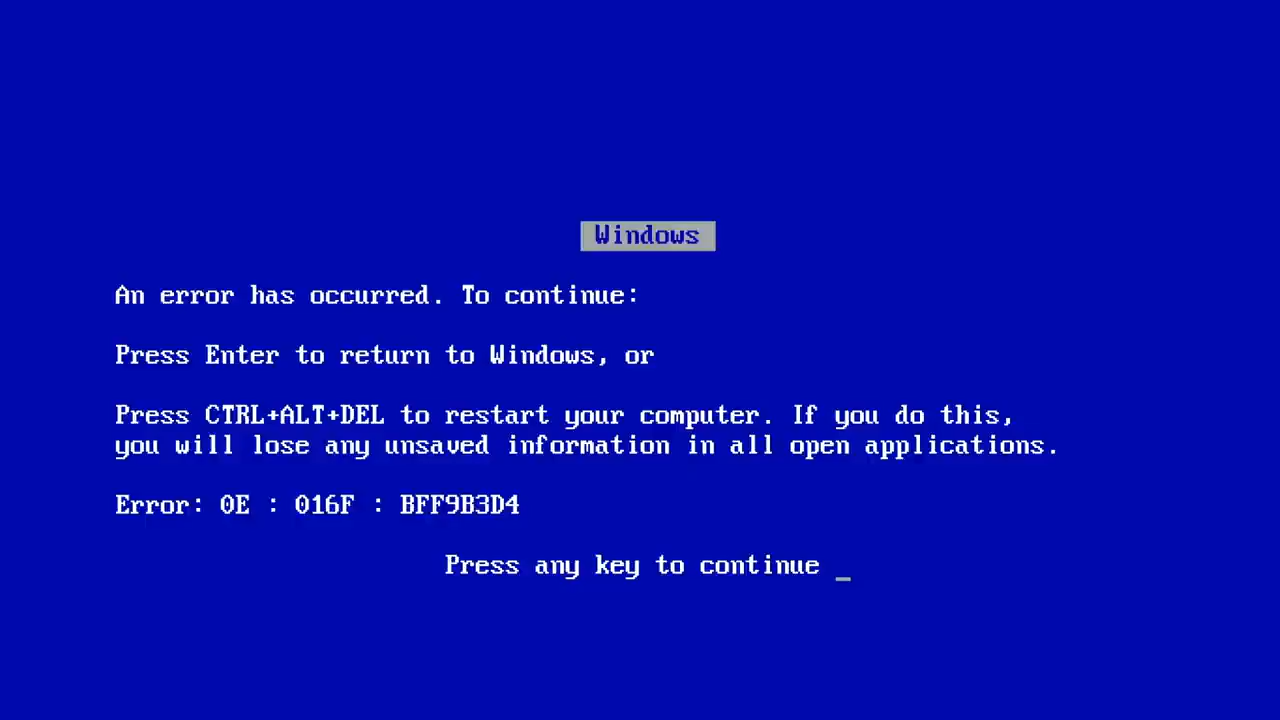 Windows
An error has occurred. To continue:
Press Enter to return to Windows, or
Press CTRL+ALT+DEL to restart your computer. If you do this,
you will lose any unsaved information in all open applications.
Error: 0E : 016F : BFF9B3D4
Press any key to continue _